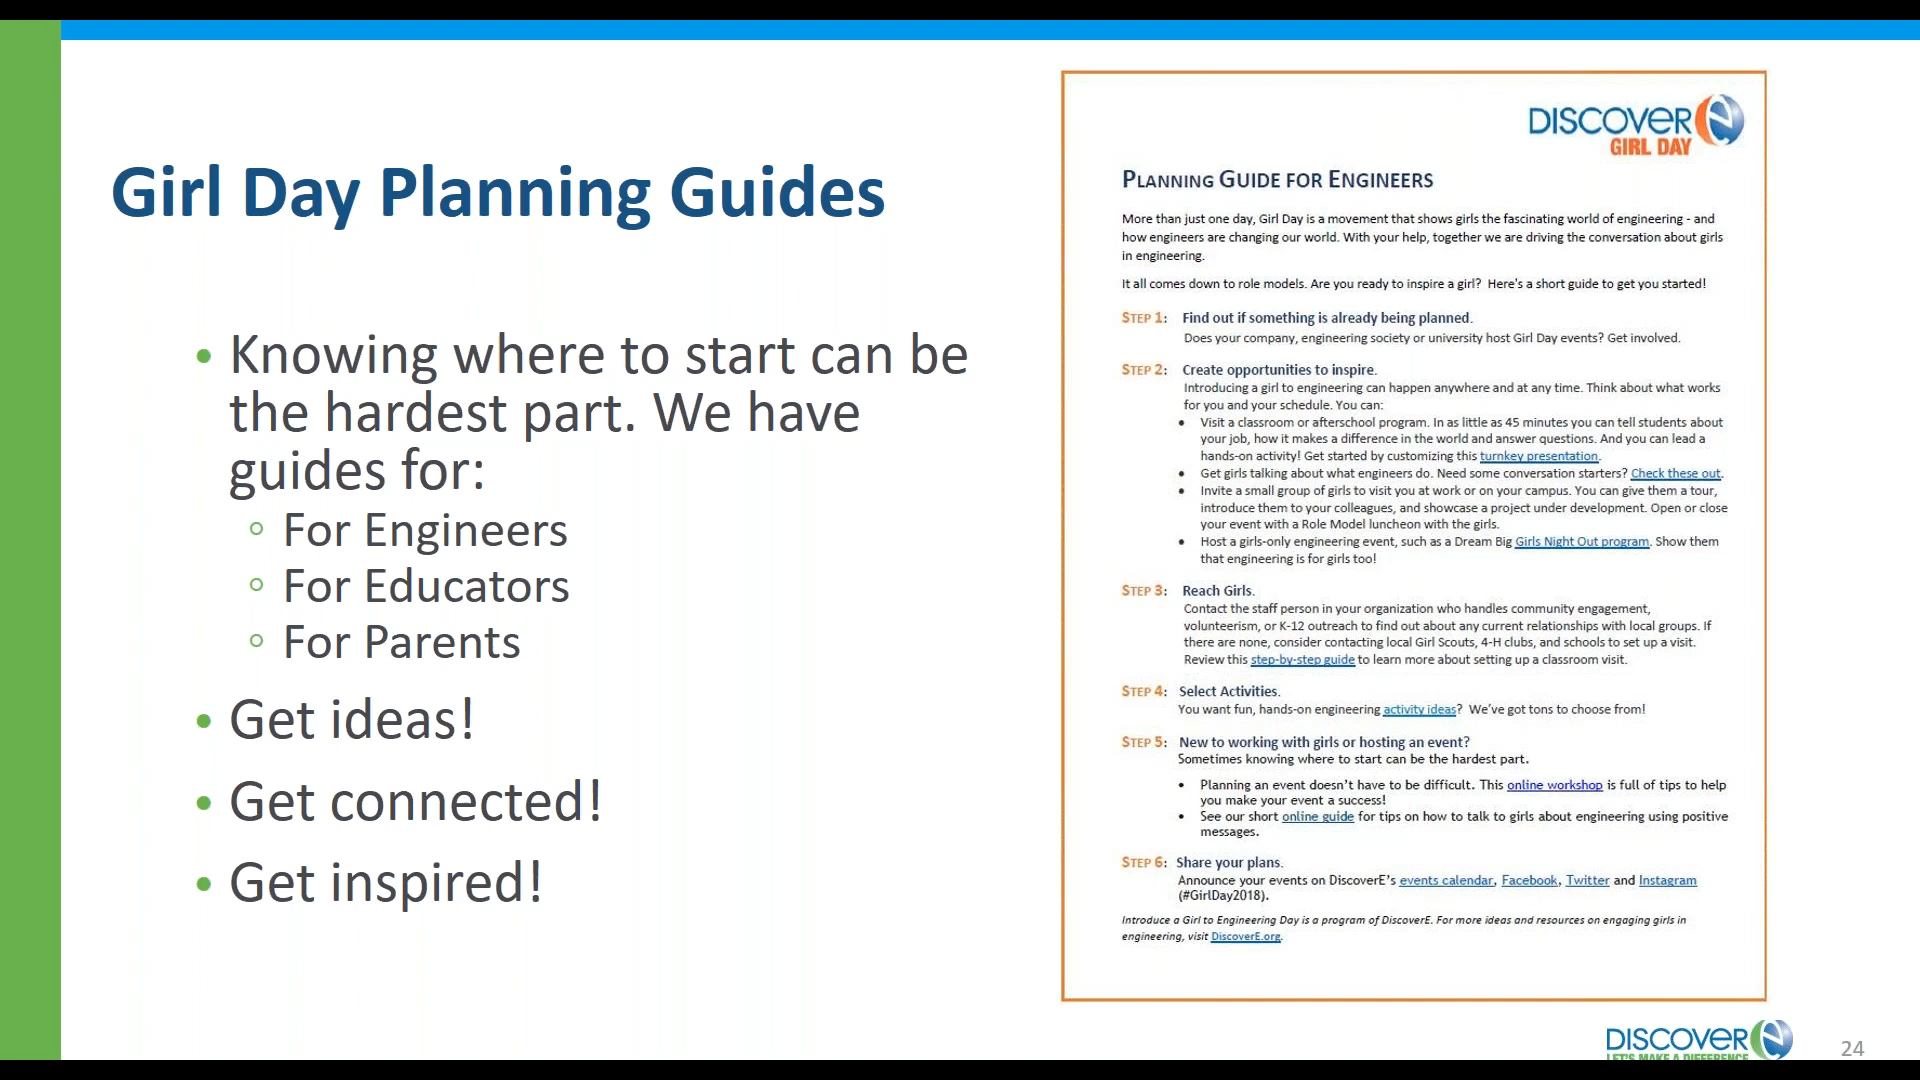 Girl Day Planning Guides
• Knowing where to start can be
the hardest part. We have
guides for:
◦ For Engineers
◦ For Educators
◦ For Parents
• Get ideas!
• Get connected!
• Get inspired!
DISCOVER
GIRL DAY
PLANNING GUIDE FOR ENGINEERS
More than just one day, Girl Day is a movement that shows girls the fascinating world of engineering - and
how engineers are changing our world. With your help, together we are driving the conversation about girls
in engineering.
It all comes down to role models. Are you ready to inspire a girl? Here's a short guide to get you started!
STEP 1: Find out if something is already being planned.
Does your company, engineering society or university host Girl Day events? Get involved.
STEP 2: Create opportunities to inspire.
Introducing a girl to engineering can happen anywhere and at any time. Think about what works
for you and your schedule. You can:
• Visit a classroom or afterschool program. In as little as 45 minutes you can tell students about
your job, how it makes a difference in the world and answer questions. And you can lead a
hands-on activity! Get started by customizing this turnkey presentation.
• Get girls talking about what engineers do. Need some conversation starters? Check these out.
• Invite a small group of girls to visit you at work or on your campus. You can give them a tour,
introduce them to your colleagues, and showcase a project under development. Open or close
your event with a Role Model luncheon with the girls.
• Host a girls-only engineering event, such as a Dream Big Girls Night Out program. Show them
that engineering is for girls too!
STEP 3: Reach Girls.
Contact the staff person in your organization who handles community engagement,
volunteerism, or K-12 outreach to find out about any current relationships with local groups. If
there are none, consider contacting local Girl Scouts, 4-H clubs, and schools to set up a visit.
Review this step-by-step guide to learn more about setting up a classroom visit.
STEP 4: Select Activities.
You want fun, hands-on engineering activity ideas? We've got tons to choose from!
STEP 5: New to working with girls or hosting an event?
Sometimes knowing where to start can be the hardest part.
• Planning an event doesn't have to be difficult. This online workshop is full of tips to help
you make your event a success!
• See our short online guide for tips on how to talk to girls about engineering using positive
messages.
STEP 6: Share your plans.
Announce your events on DiscoverE's events calendar, Facebook, Twitter and Instagram
(#GirlDay2018).
Introduce a Girl to Engineering Day is a program of DiscoverE. For more ideas and resources on engaging girls in
engineering, visit DiscoverE.org.
DISCOVER
LET'S MAKE A DIFFERENCE
24